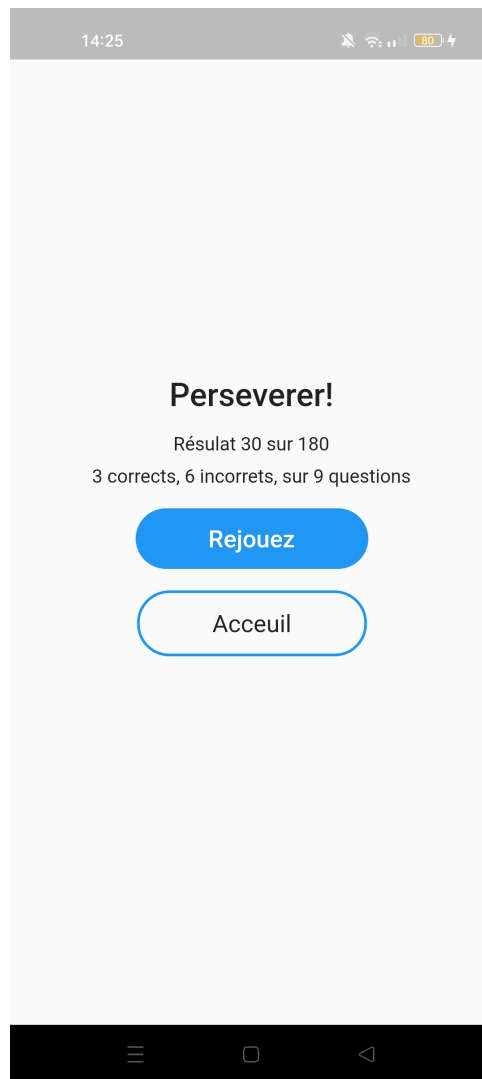 14:25
80
Perseverer!
Résulat 30 sur 180
3 corrects, 6 incorrets, sur 9 questions
Rejouez
Acceuil